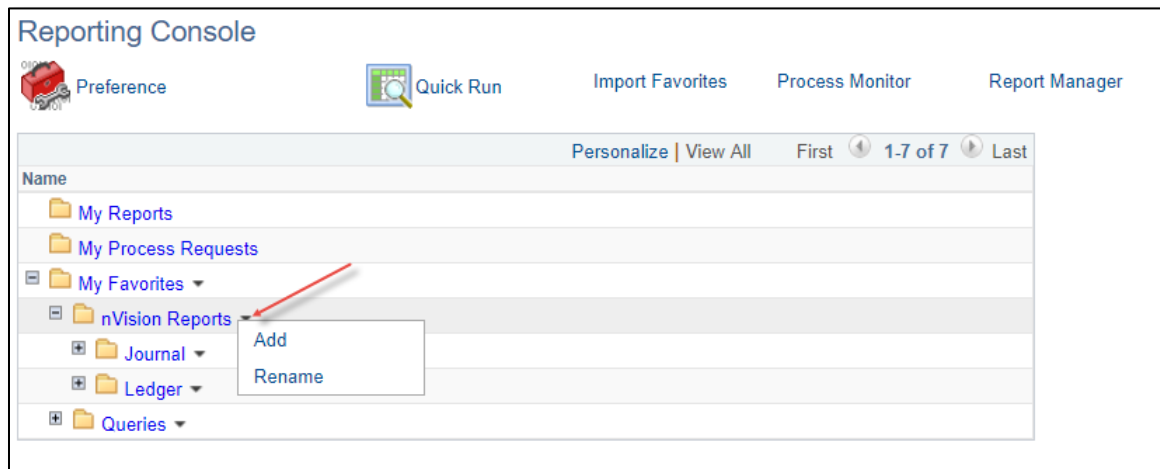 Reporting Console
Preference Quick Run Import Favorites Process Monitor Report Manager
Personalize | View All First 1-7 of 7 Last
Name
My Reports
My Process Requests
My Favorites
nVision Reports
Add
Journal
Rename
Ledger
Queries